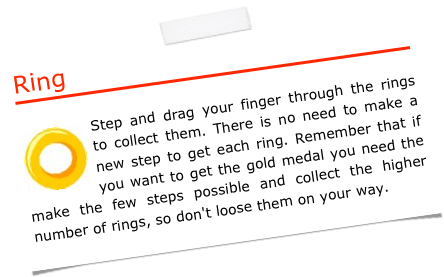 Ring
Step and drag your finger through the rings
to collect them. There is no need to make a
new step to get each ring. Remember that if
you want to get the gold medal you need the
make the few steps possible and collect the higher
number of rings, so don't loose them on your way.